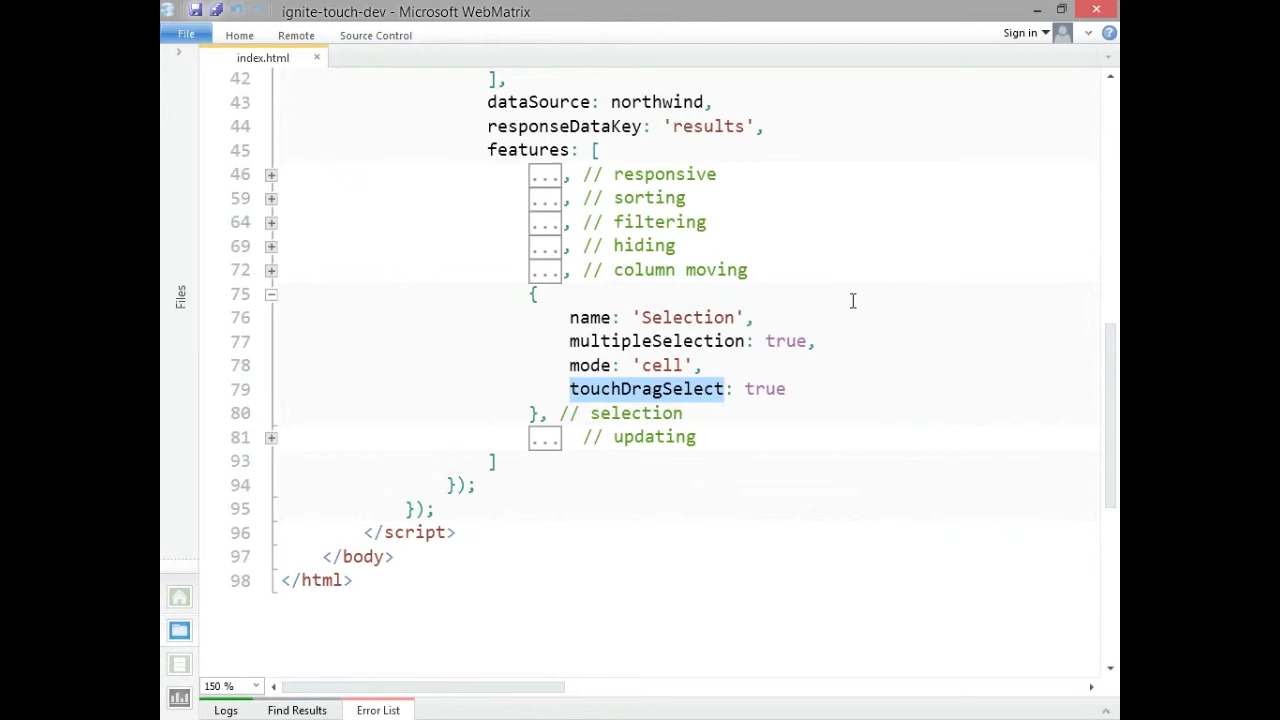 ignite-touch-dev - Microsoft WebMatrix
File Home Remote Source Control Sign in
index.html
Files
42 ],
43 dataSource: northwind,
44 responseDataKey: 'results',
45 features: [
46 ..., // responsive
59 ..., // sorting
64 ..., // filtering
69 ..., // hiding
72 ..., // column moving
75 {
76 name: 'Selection',
77 multipleSelection: true,
78 mode: 'cell',
79 touchDragSelect: true
80 }, // selection
81 ... // updating
93 ]
94 });
95 });
96 </script>
97 </body>
98 </html>
150 %
Logs Find Results Error List